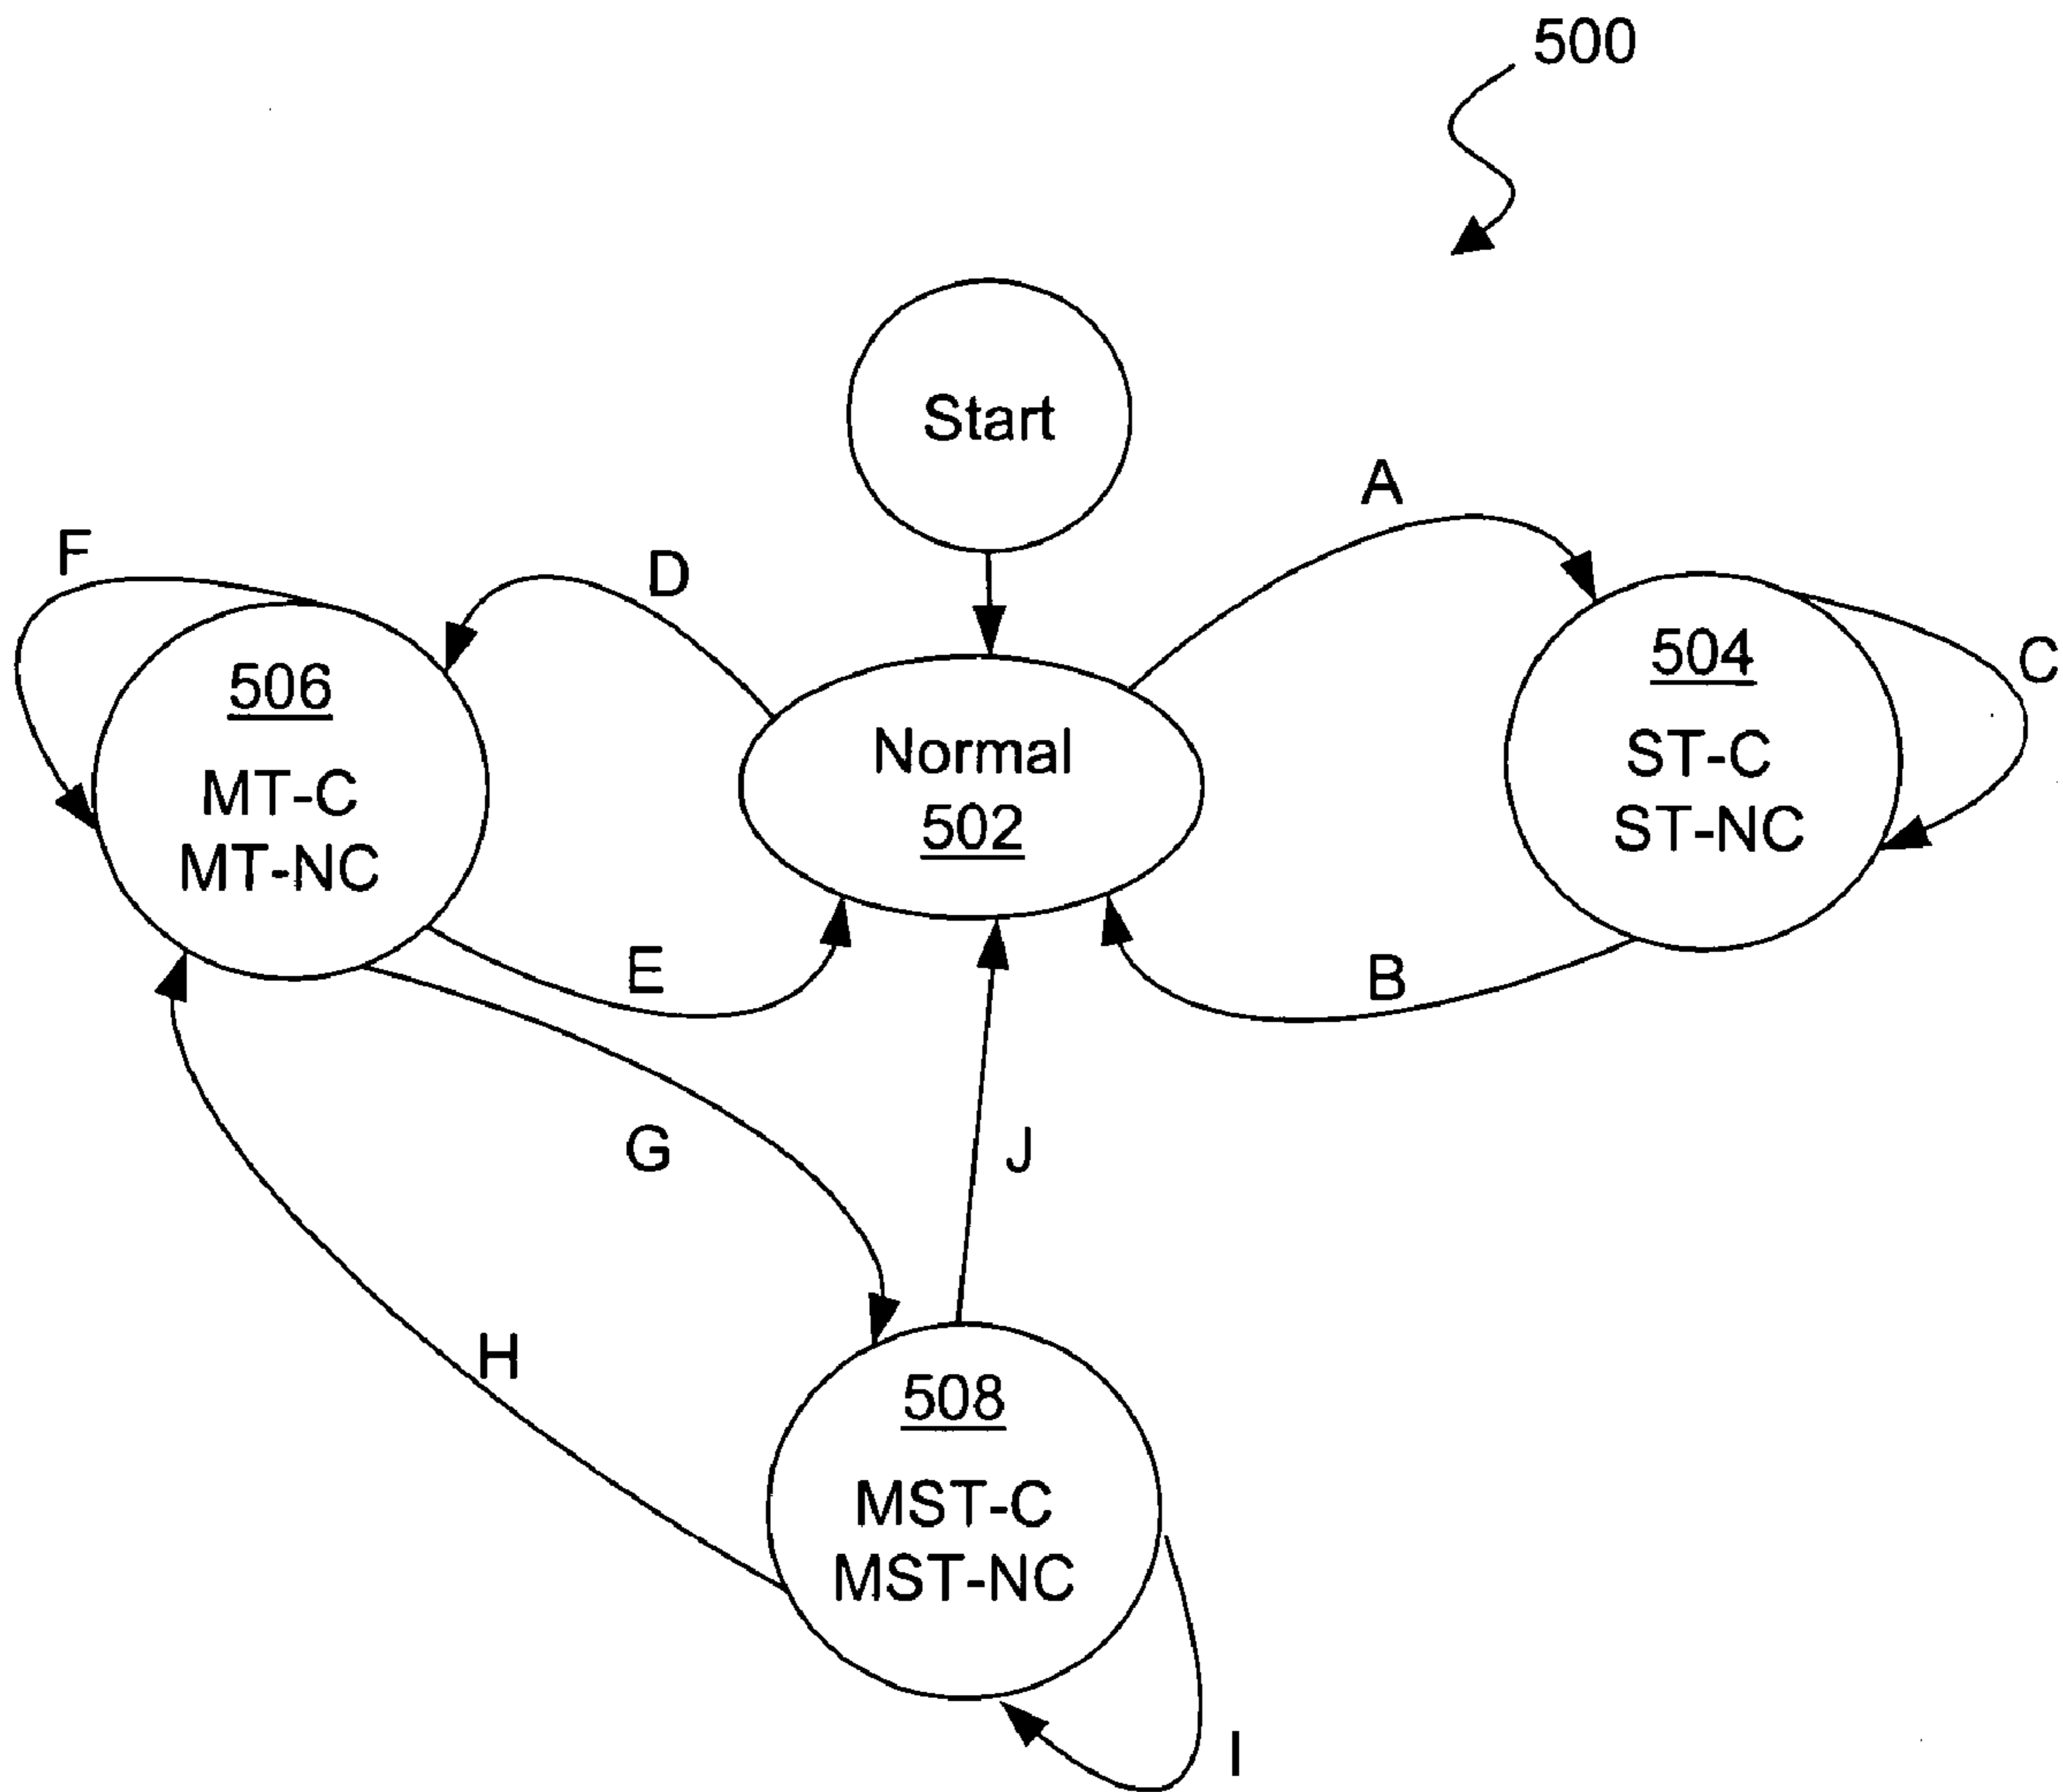 500
Start
A
F
D
C
506
MT-C
MT-NC
Normal
502
504
ST-C
ST-NC
E
B
G
J
H
508
MST-C
MST-NC
I